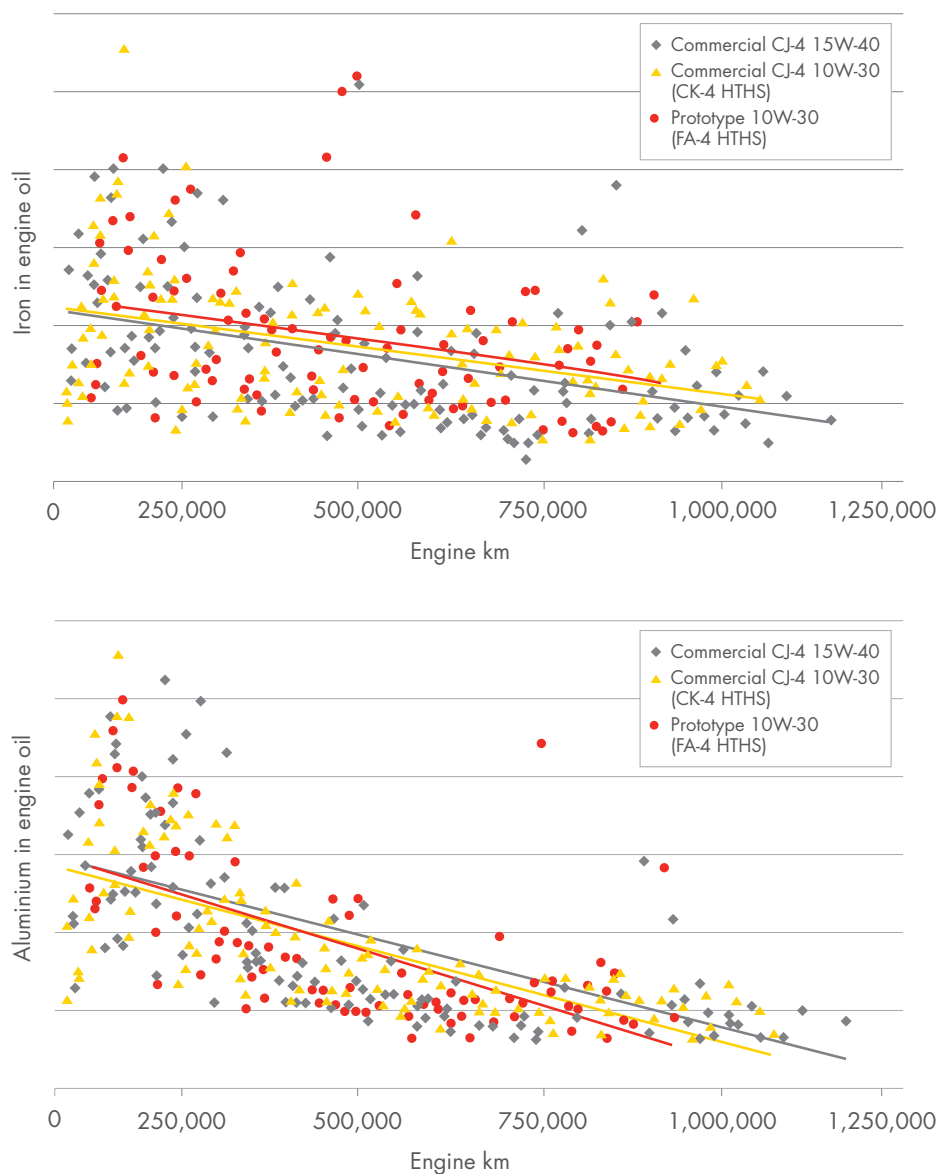 Commercial CJ-4 15W-40
Commercial CJ-4 10W-30
(CK-4 HTHS)
Prototype 10W-30
(FA-4 HTHS)
Iron in engine oil
0
250,000
500,000
750,000
1,000,000
1,250,000
Engine km
Commercial CJ-4 15W-40
Commercial CJ-4 10W-30
(CK-4 HTHS)
Prototype 10W-30
(FA-4 HTHS)
Aluminium in engine oil
0
250,000
500,000
750,000
1,000,000
1,250,000
Engine km